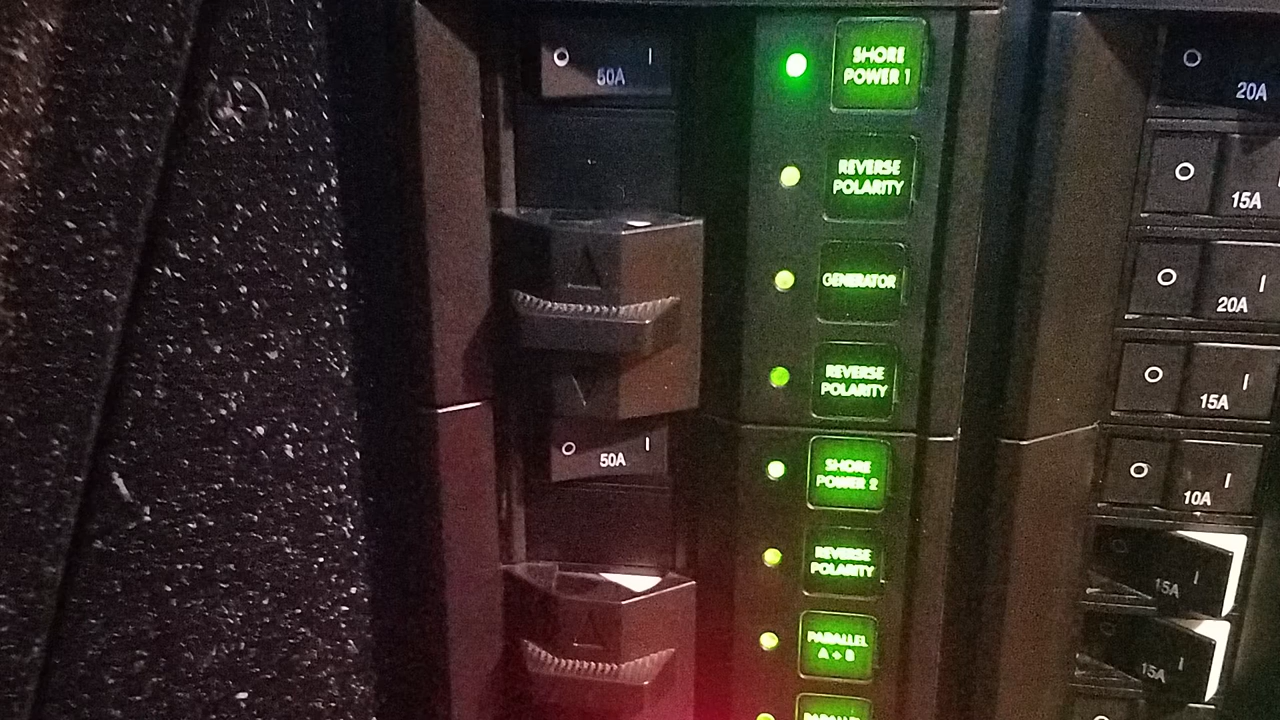 O I
50A
SHORE
POWER 1
REVERSE
POLARITY
GENERATOR
REVERSE
POLARITY
O I
50A
SHORE
POWER 2
REVERSE
POLARITY
PARALLEL
A + B
O
20A
O
15A
O I
20A
O I
15A
O I
10A
O I
15A
O I
15A